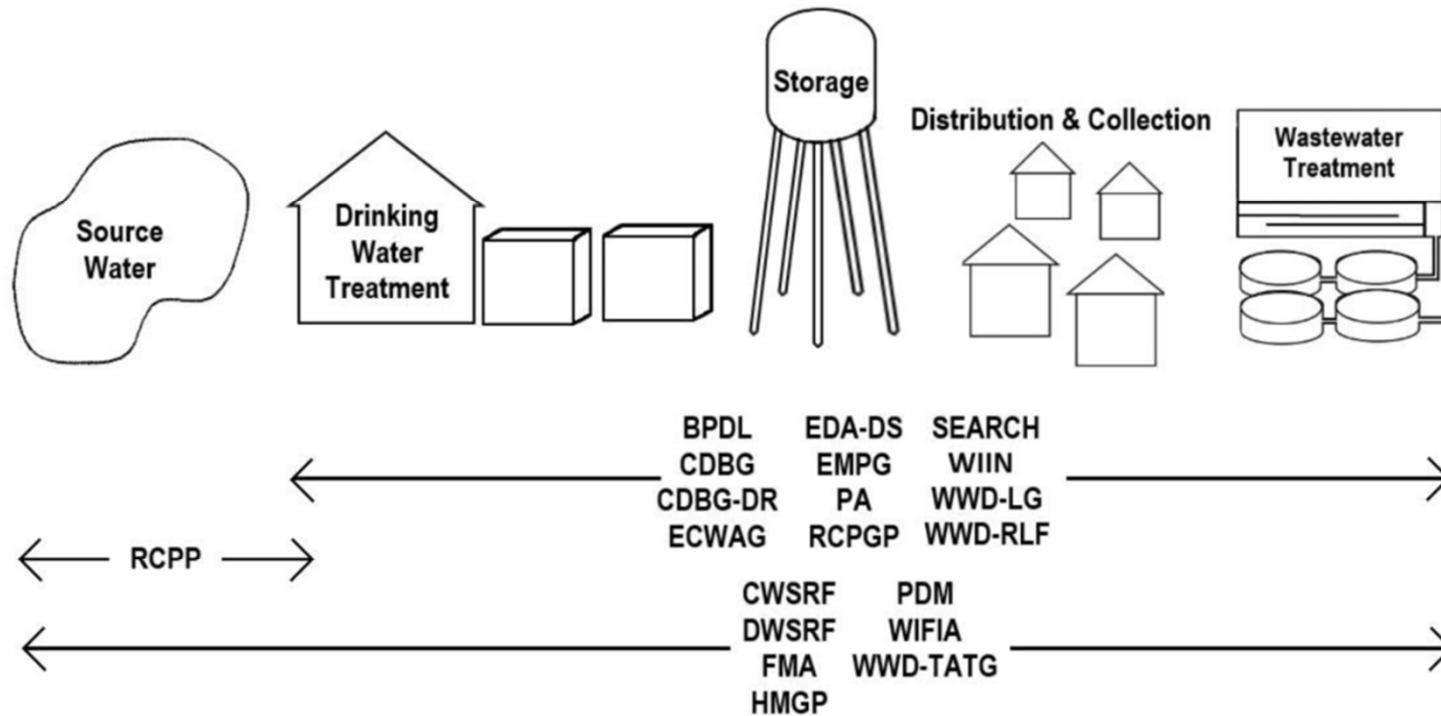 Storage
Distribution & Collection
Wastewater
Treatment
Source
Water
Drinking
Water
Treatment
BPDL EDA-DS SEARCH
CDBG EMPG WIIN
CDBG-DR PA WWD-LG
ECWAG RCPGP WWD-RLF
RCPP
CWSRF PDM
DWSRF WIFIA
FMA WWD-TATG
HMGP